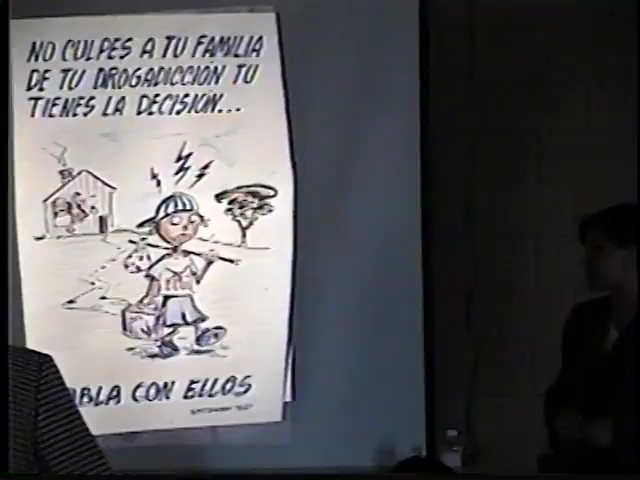 NO CULPES A TU FAMILIA
DE TU DROGADICCIÓN TU
TIENES LA DECISIÓN...
CON ELLOS